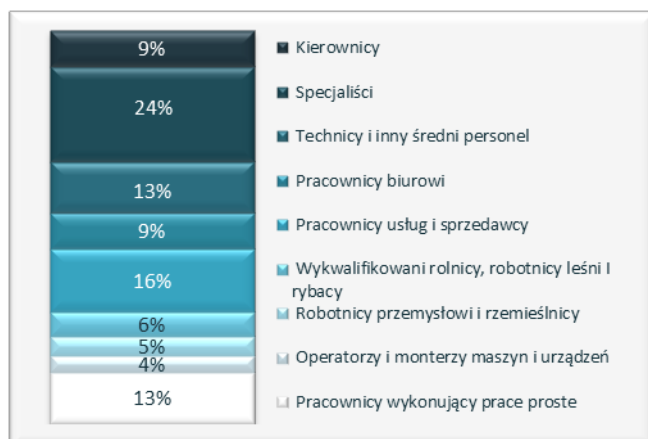 9%
24%
13%
9%
16%
6%
5%
4%
13%
Kierownicy
Specjaliści
Technicy i inny średni personel
Pracownicy biurowi
Pracownicy usług i sprzedawcy
Wykwalifikowani rolnicy, robotnicy leśni I
rybacy
Robotnicy przemysłowi i rzemieślnicy
Operatorzy i monterzy maszyn i urządzeń
Pracownicy wykonujący prace proste